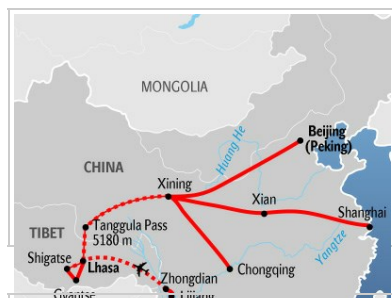 MONGOLIA
Huang He
Beijing
(Peking)
CHINA
Xining
Xian
Shanghai
Tanggula Pass
5180 m
TIBET
Yangtze
Shigatse
Lhasa
Chongqing
Zhongdian